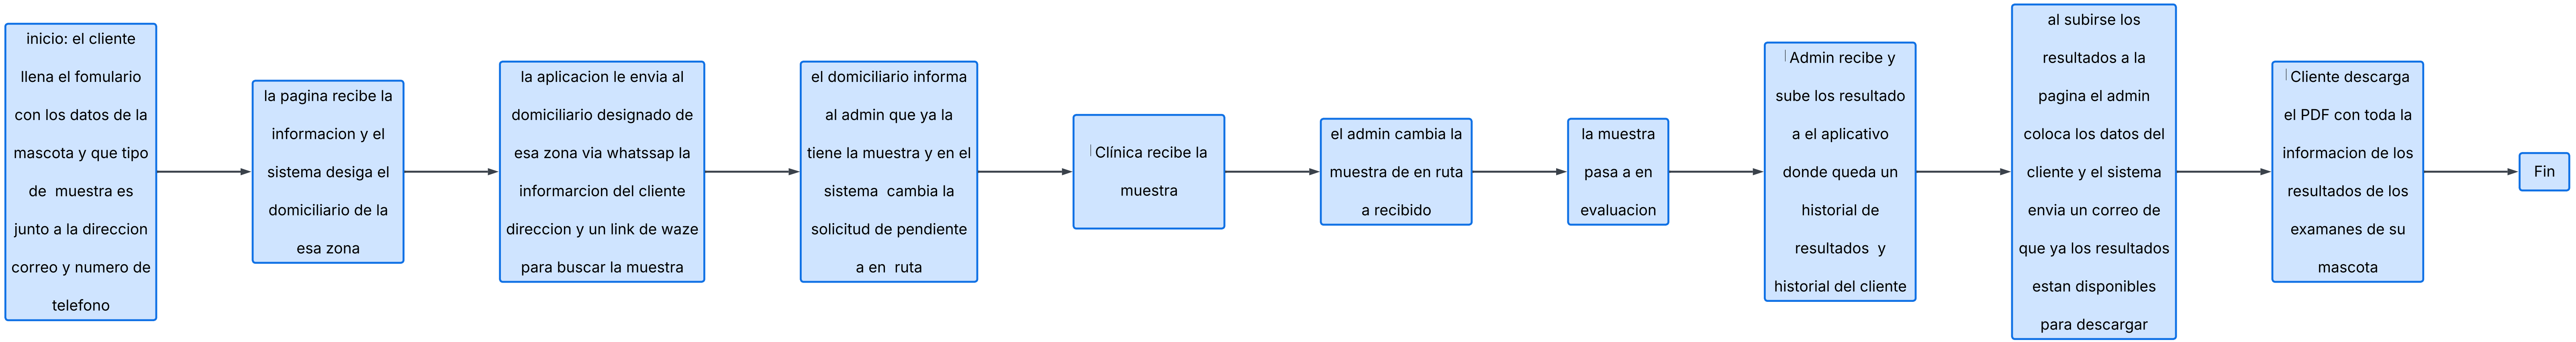 inicio: el cliente
llena el fomulario
con los datos de la
mascota y que tipo
de muestra es
junto a la direccion
correo y numero de
telefono
la pagina recibe la
informacion y el
sistema desiga el
domiciliario de la
esa zona
la aplicacion le envia al
domiciliario designado de
esa zona via whatssap la
informarcion del cliente
direccion y un link de waze
para buscar la muestra
el domiciliario informa
al admin que ya la
tiene la muestra y en el
sistema cambia la
solicitud de pendiente
a en ruta
Clínica recibe la
muestra
el admin cambia la
muestra de en ruta
a recibido
la muestra
pasa a en
evaluacion
Admin recibe y
sube los resultado
a el aplicativo
donde queda un
historial de
resultados y
historial del cliente
al subirse los
resultados a la
pagina el admin
coloca los datos del
cliente y el sistema
envia un correo de
que ya los resultados
estan disponibles
para descargar
Cliente descarga
el PDF con toda la
informacion de los
resultados de los
examanes de su
mascota
Fin